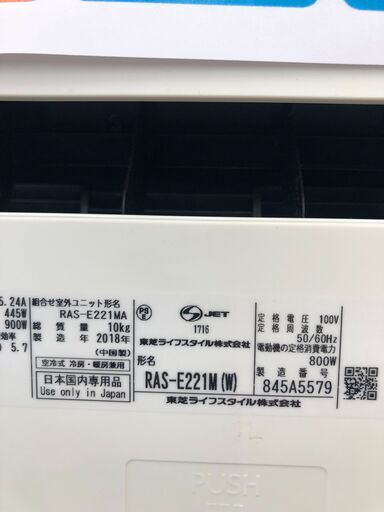 5.24A
445W
900W
5.7
組合せ室外ユニット形名
RAS-E221MA
総質量 10kg
製造年 2018年
(中国製)
空冷式 冷房・暖房兼用
日本国内専用品
Use only in Japan
PS
E
JET
1716
東芝ライフスタイル株式会社
形名
RAS-E221M(W)
東芝ライフスタイル株式会社
定格電圧 100V
定格周波数
50/60Hz
電動機の定格消費電力
800W
製造番号
845A5579
PUSH